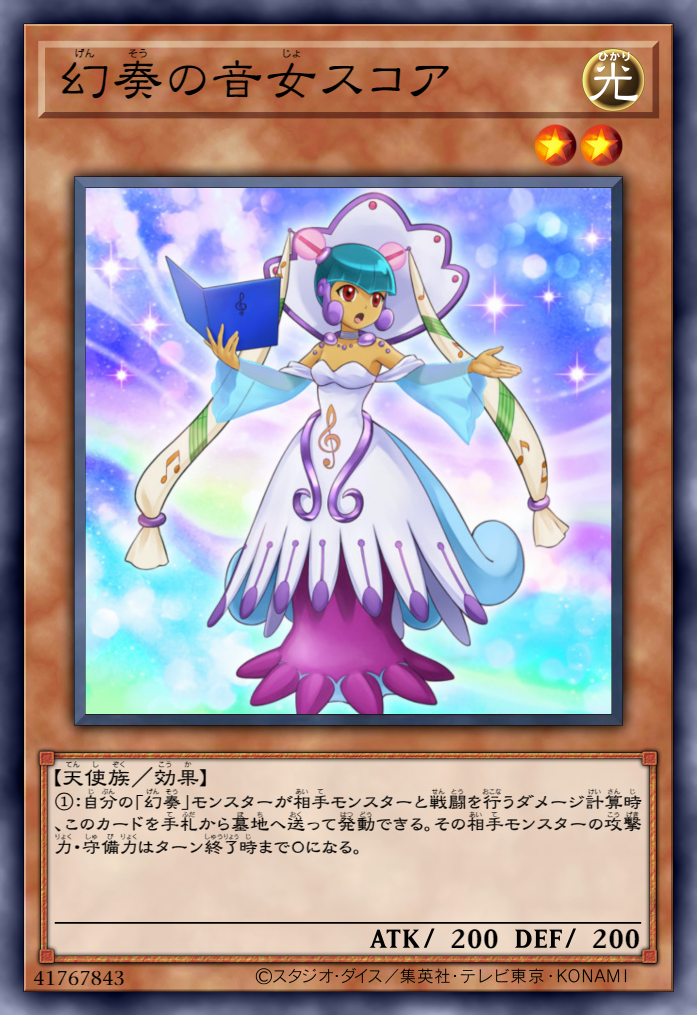 幻奏の音女スコア
光
【天使族／効果】
①：自分の「幻奏」モンスターが相手モンスターと戦闘を行うダメージ計算時
、このカードを手札から墓地へ送って発動できる。その相手モンスターの攻撃
力・守備力はターン終了時まで０になる。
ATK/ 200 DEF/ 200
41767843
©スタジオ・ダイス／集英社・テレビ東京・KONAMI